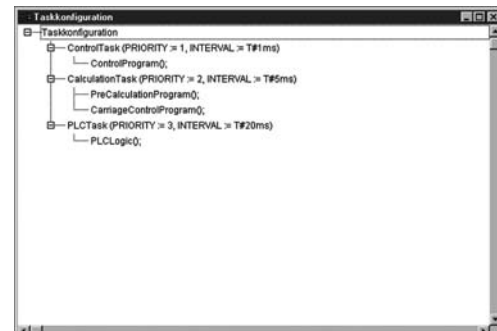 Taskkonfiguration
Taskkonfiguration
ControlTask (PRIORITY := 1, INTERVAL := T#1ms)
ControlProgram();
CalculationTask (PRIORITY := 2, INTERVAL := T#5ms)
PreCalculationProgram();
CarriageControlProgram();
PLCTask (PRIORITY := 3, INTERVAL := T#20ms)
PLCLogic();